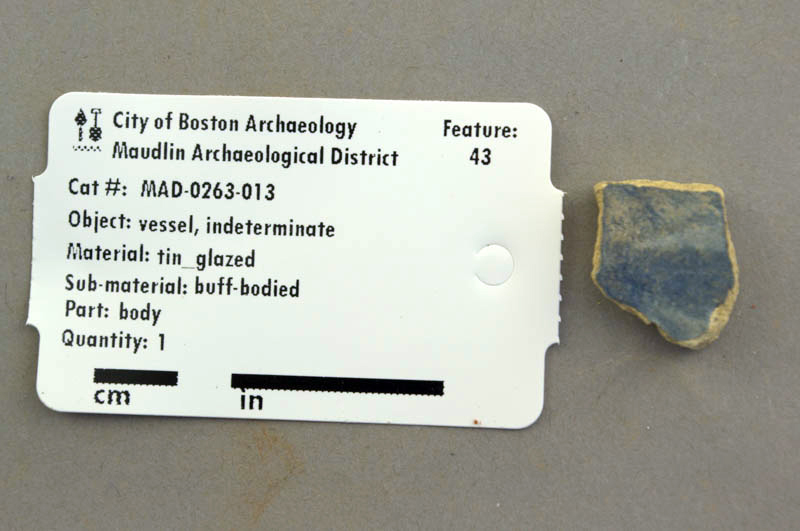 City of Boston Archaeology
Maudlin Archaeological District
Feature:
43
Cat #: MAD-0263-013
Object: vessel, indeterminate
Material: tin_glazed
Sub-material: buff-bodied
Part: body
Quantity: 1
cm in